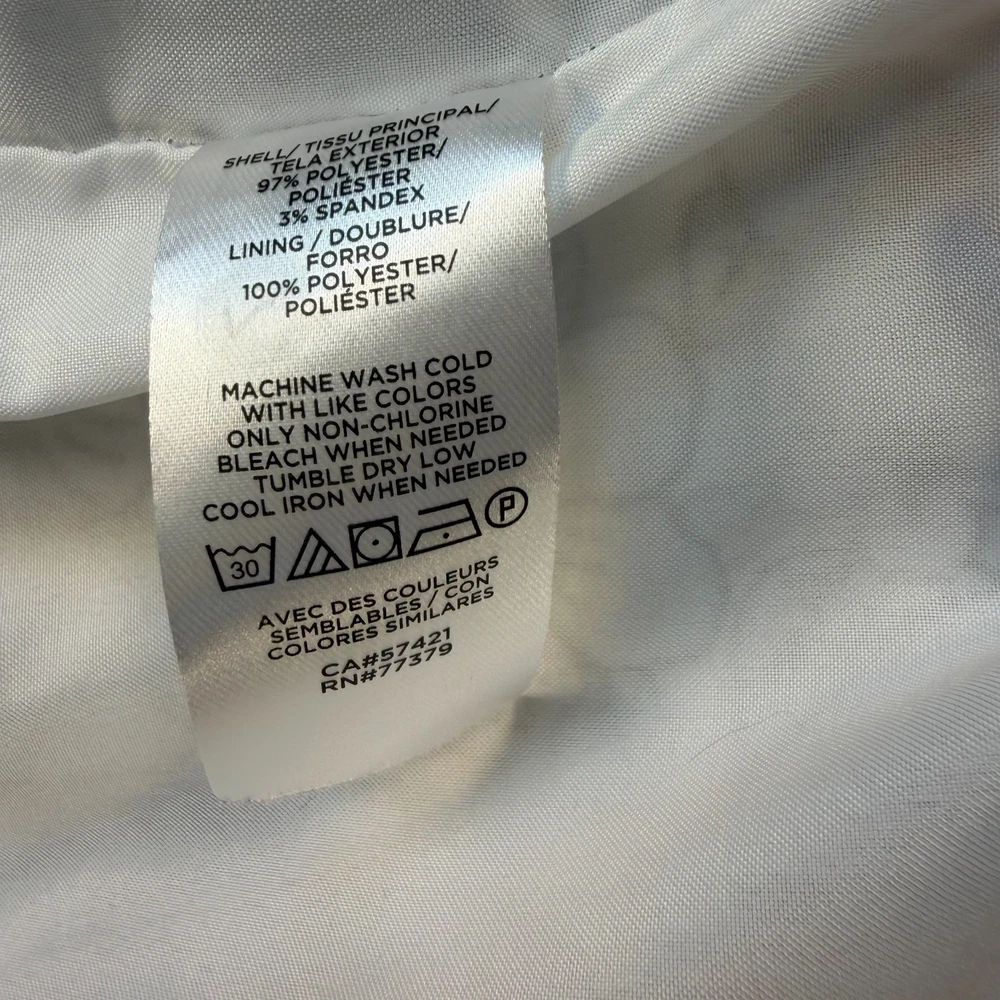 SHELL/ TISSU PRINCIPAL/
TELA EXTERIOR
97% POLYESTER/
POLIÉSTER
3% SPANDEX
LINING / DOUBLURE/
FORRO
100% POLYESTER/
POLIÉSTER
MACHINE WASH COLD
WITH LIKE COLORS
ONLY NON-CHLORINE
BLEACH WHEN NEEDED
TUMBLE DRY LOW
COOL IRON WHEN NEEDED
30 P
AVEC DES COULEURS
SEMBLABLES / CON
COLORES SIMILARES
CA#57421
RN#77379